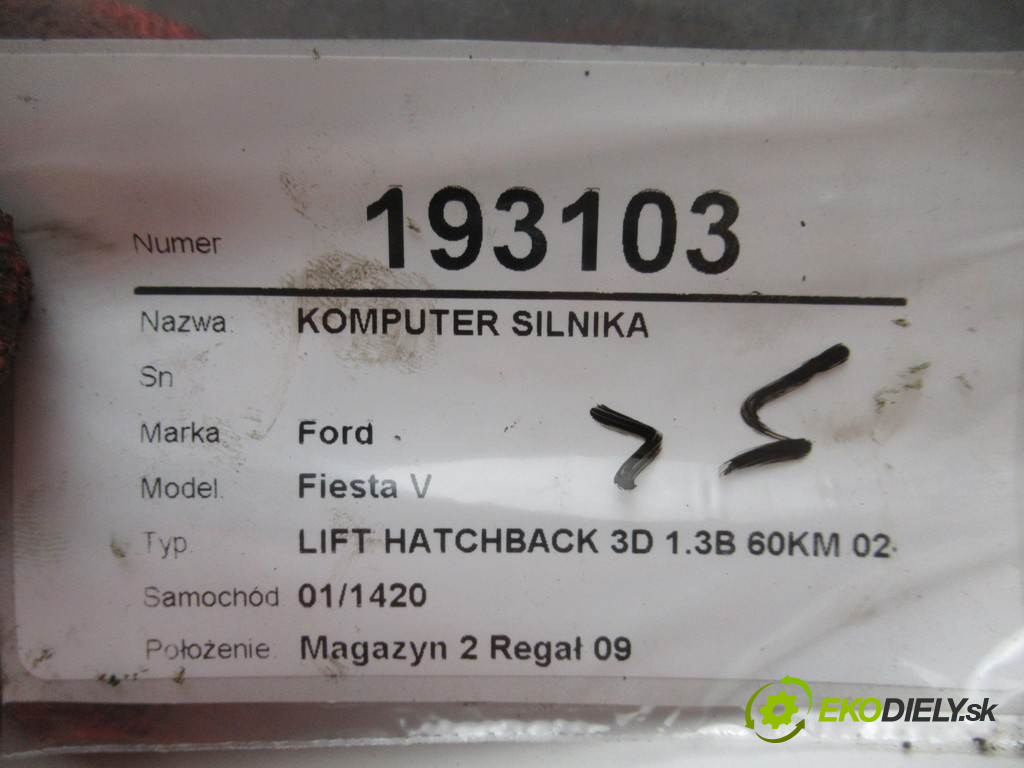 Numer 193103
Nazwa: KOMPUTER SILNIKA
Sn
Marka Ford
Model. Fiesta V
Typ. LIFT HATCHBACK 3D 1.3B 60KM 02-
Samochód 01/1420
Położenie. Magazyn 2 Regał 09
EKODIELY.sk